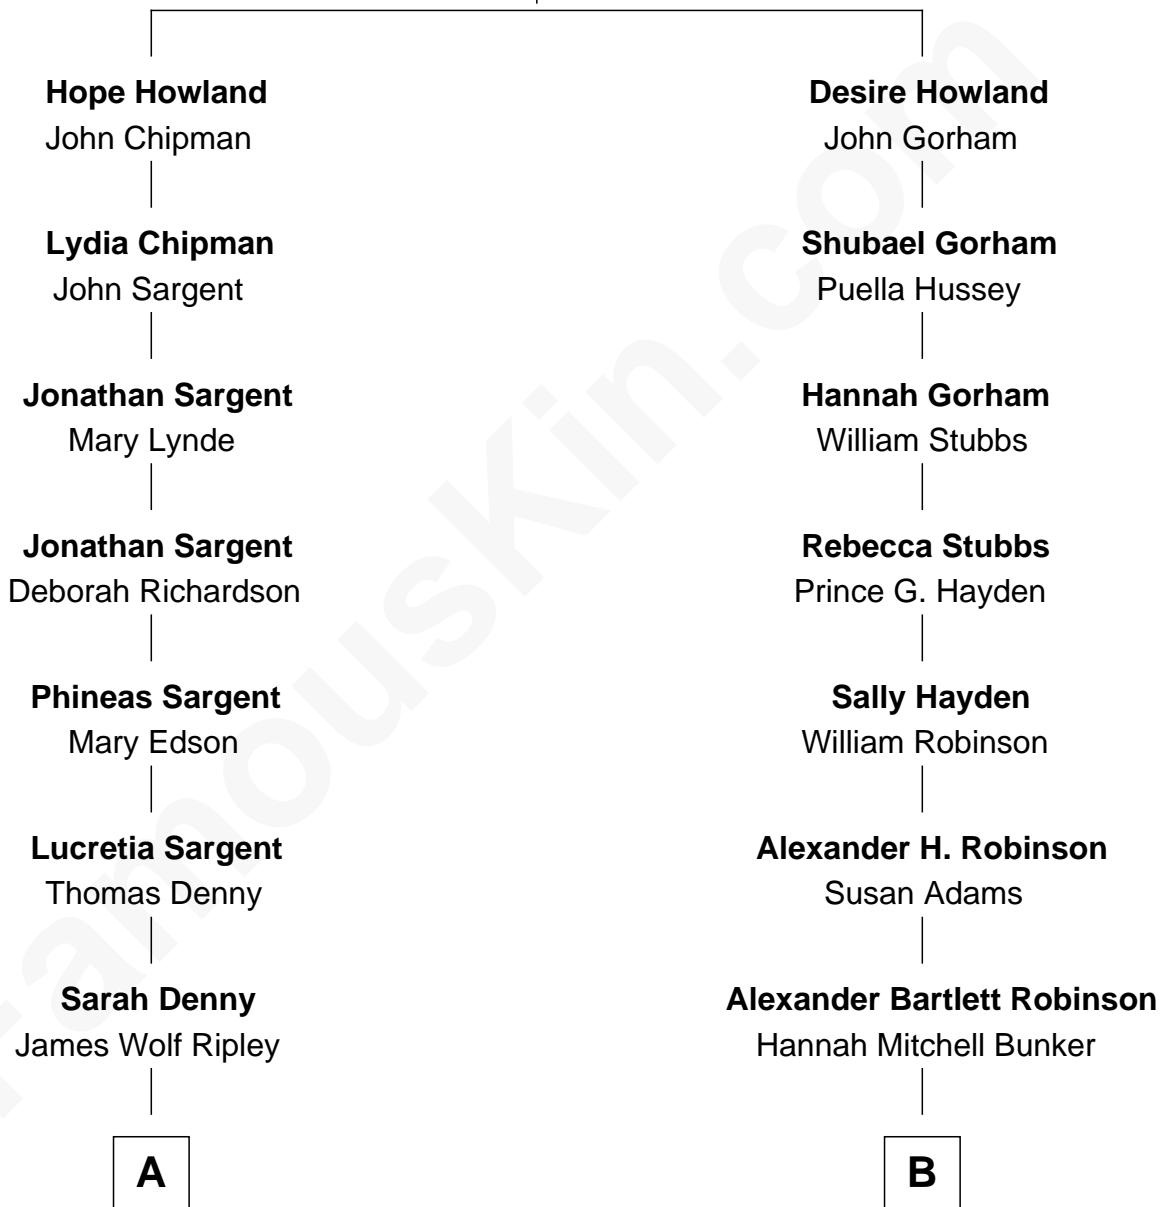 Hope Howland
John Chipman
Lydia Chipman
John Sargent
Jonathan Sargent
Mary Lynde
Jonathan Sargent
Deborah Richardson
Phineas Sargent
Mary Edson
Lucretia Sargent
Thomas Denny
Sarah Denny
James Wolf Ripley
A
Desire Howland
John Gorham
Shubael Gorham
Puella Hussey
Hannah Gorham
William Stubbs
Rebecca Stubbs
Prince G. Hayden
Sally Hayden
William Robinson
Alexander H. Robinson
Susan Adams
Alexander Bartlett Robinson
Hannah Mitchell Bunker
B
FamousKin.com